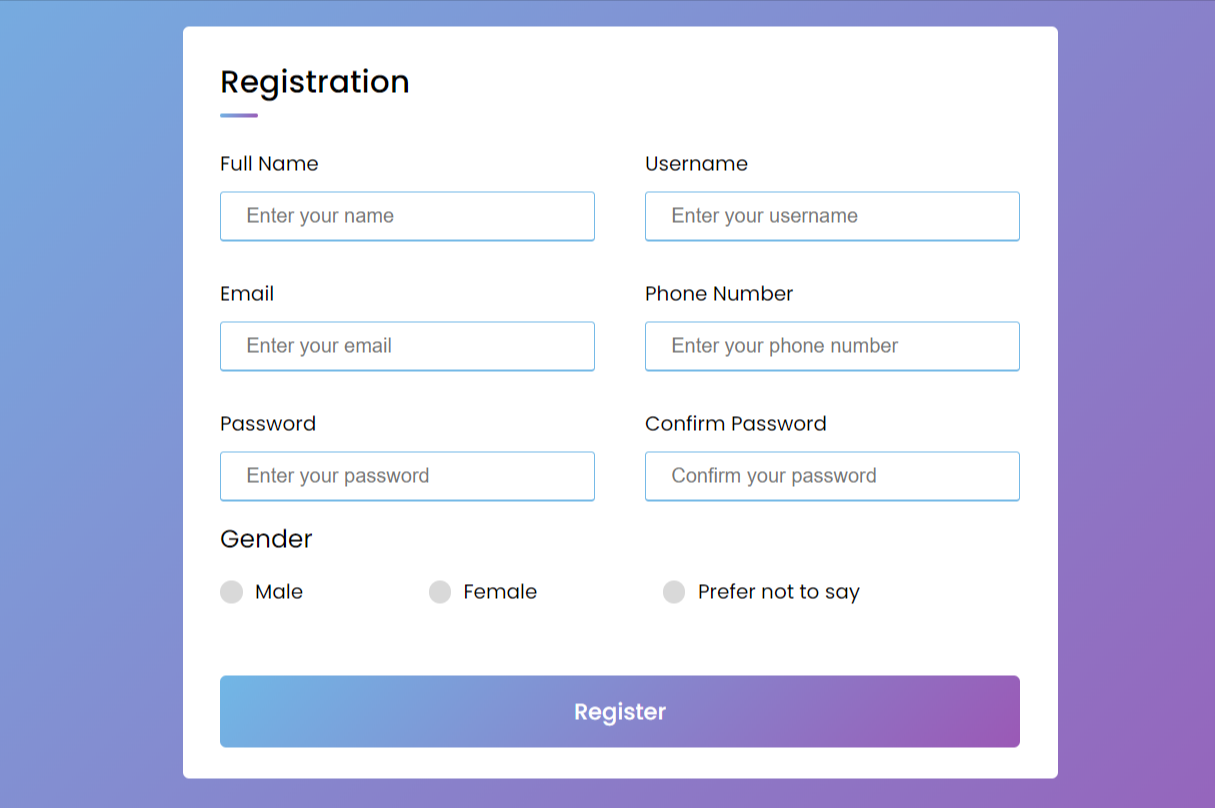 Registration
Full Name
Username
Enter your name
Enter your username
Email
Phone Number
Enter your email
Enter your phone number
Password
Confirm Password
Enter your password
Confirm your password
Gender
Male
Female
Prefer not to say
Register